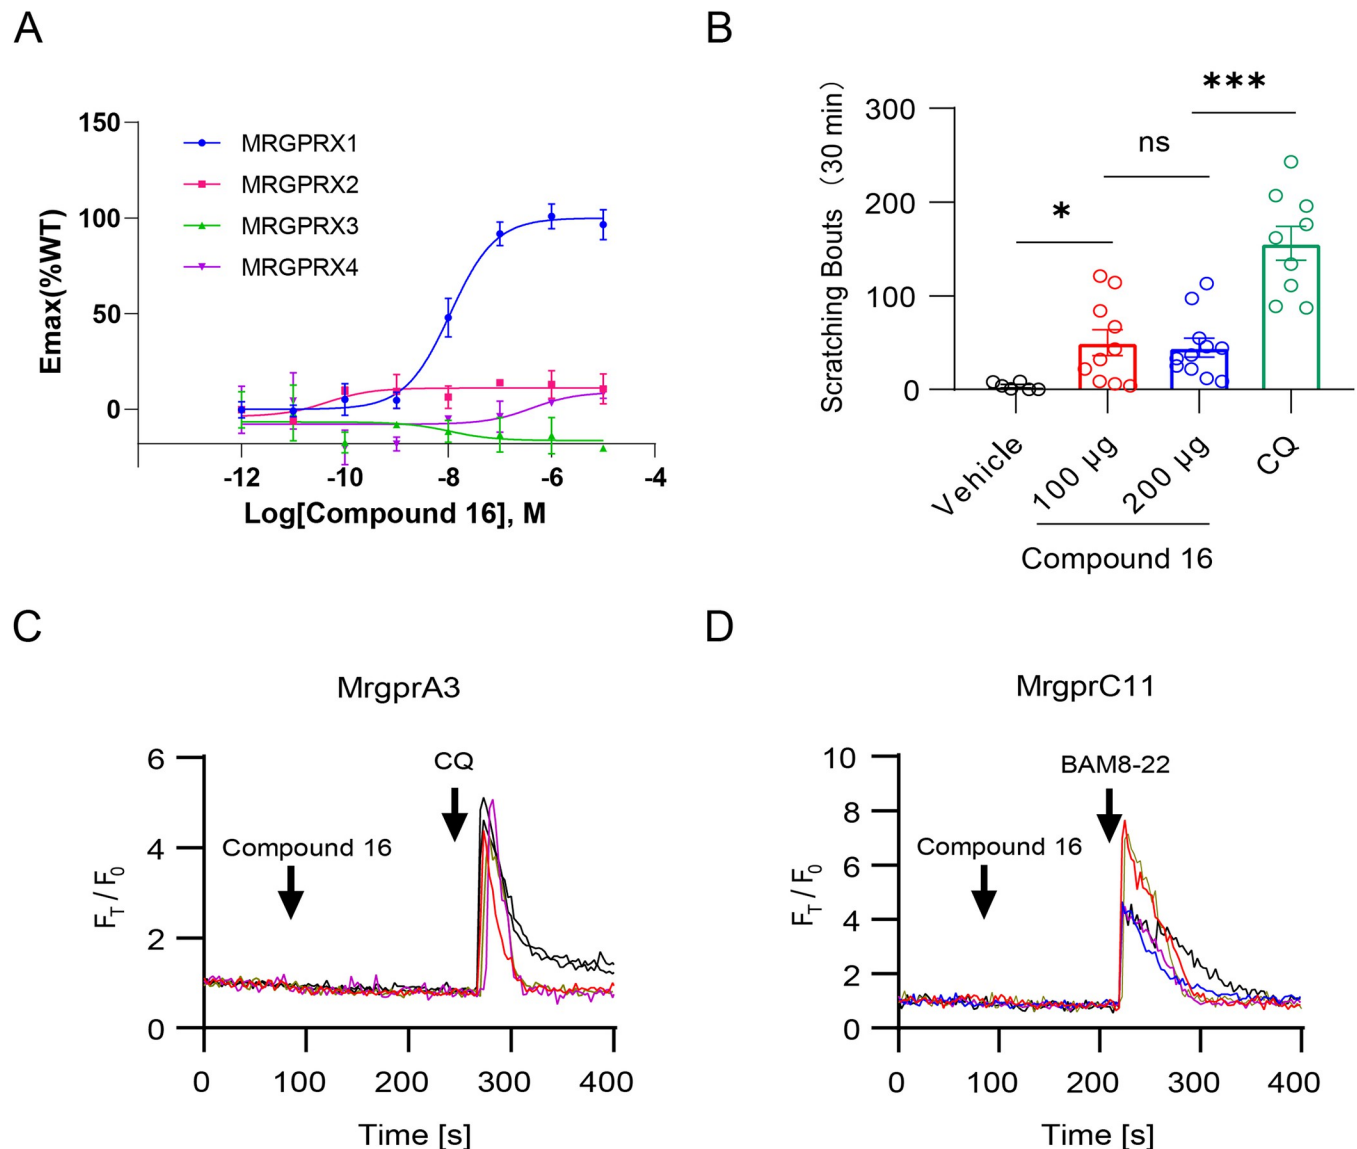 A
150
100
50
0
Emax(%WT)
MRGPRX1
MRGPRX2
MRGPRX3
MRGPRX4
-12
-10
-8
-6
-4
Log[Compound 16], M
B
Scratching Bouts (30 min)
300
200
100
0
*
ns
***
Vehicle
100 µg
200 µg
CQ
Compound 16
C
MrgprA3
6
4
2
0
FT / F0
Compound 16
CQ
0 100 200 300 400
Time [s]
D
MrgprC11
10
8
6
4
2
0
FT / F0
Compound 16
BAM8-22
0 100 200 300 400
Time [s]